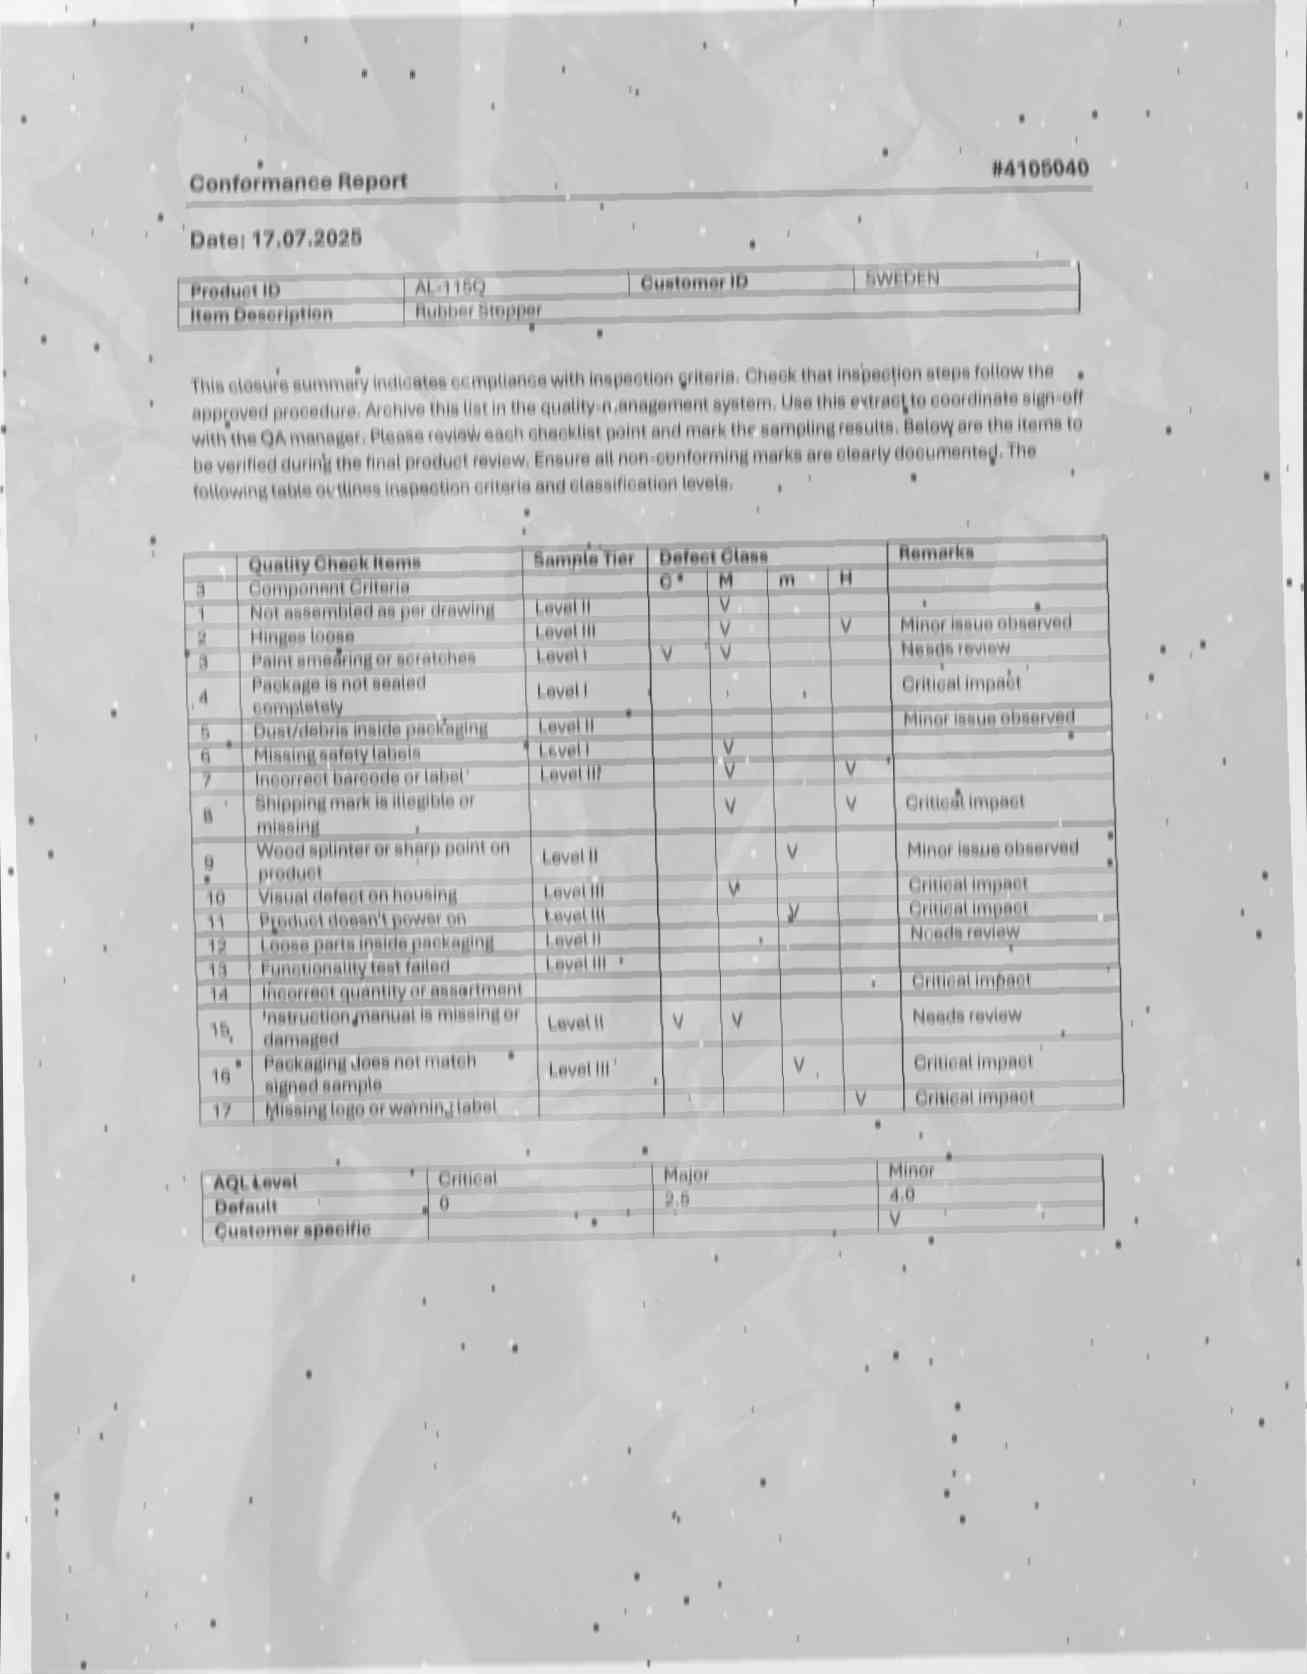 Conformance Report #4105040
Date: 17.07.2025
Product ID AL-115Q Customer ID SWEDEN
Item Description Rubber Stopper
This closure summary indicates compliance with inspection criteria. Check that inspection steps follow the
approved procedure. Archive this list in the quality-management system. Use this extract to coordinate sign-off
with the QA manager. Please review each checklist point and mark the sampling results. Below are the items to
be verified during the final product review. Ensure all non-conforming marks are clearly documented. The
following table outlines inspection criteria and classification levels.
Quality Check Items Sample Tier Defect Class Remarks
3 Component Criteria C M m H
1 Not assembled as per drawing Level II V
2 Hinges loose Level III V V Minor issue observed
3 Paint smearing or scratches Level I V V Needs review
4 Package is not sealed
completely Level I Critical impact
5 Dust/debris inside packaging Level II Minor issue observed
6 Missing safety labels Level I V
7 Incorrect barcode or label Level III V V
8 Shipping mark is illegible or
missing V V Critical impact
9 Wood splinter or sharp point on
product Level II V Minor issue observed
10 Visual defect on housing Level III V Critical impact
11 Product doesn't power on Level III V Critical impact
12 Loose parts inside packaging Level II Needs review
13 Functionality test failed Level III
14 Incorrect quantity or assortment Critical impact
15 Instruction manual is missing or
damaged Level II V V Needs review
16 Packaging does not match
signed sample Level III V Critical impact
17 Missing logo or warning label V Critical impact
AQL Level Critical Major Minor
Default 0 2.5 4.0
Customer specific V